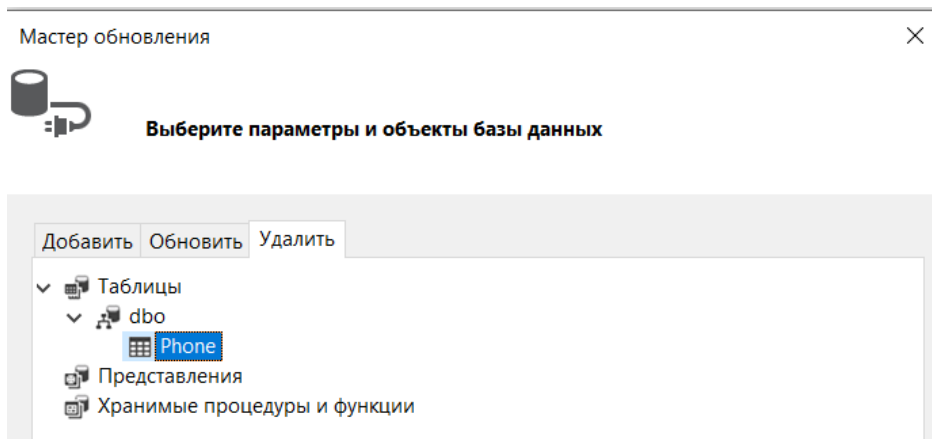 Мастер обновления
Выберите параметры и объекты базы данных
Добавить Обновить Удалить
Таблицы
dbo
Phone
Представления
Хранимые процедуры и функции